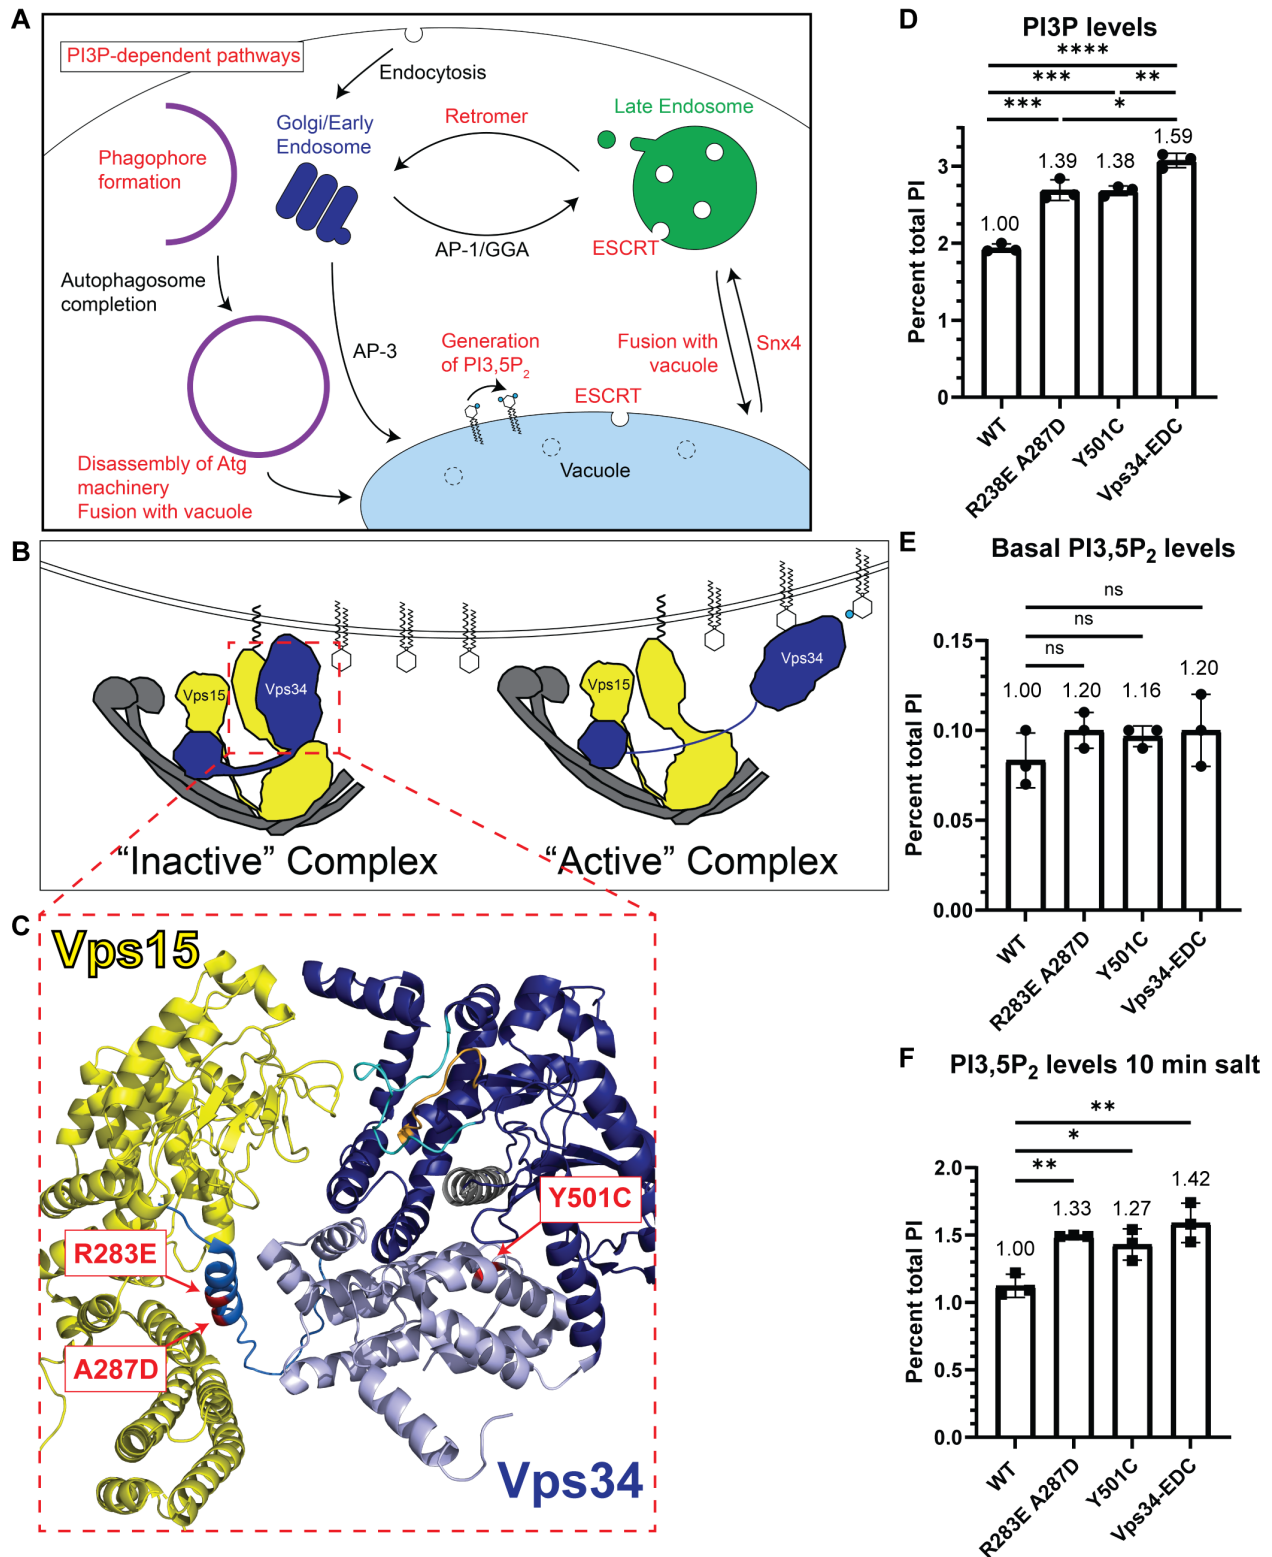 A
PI3P-dependent pathways
Endocytosis
Golgi/Early
Endosome
Retromer
Late Endosome
Phagophore
formation
AP-1/GGA
ESCRT
Autophagosome
completion
AP-3
Generation
of PI3,5P2
Fusion with
vacuole
Snx4
ESCRT
Vacuole
Disassembly of Atg
machinery
Fusion with vacuole
B
Vps15
Vps34
Vps15
Vps34
“Inactive” Complex
“Active” Complex
C
Vps15
Y501C
R283E
A287D
Vps34
D
PI3P levels
****
*** **
*** *
1.00
1.39
1.38
1.59
Percent total PI
3
2
1
0
WT
R238E A287D
Y501C
Vps34-EDC
E
Basal PI3,5P2 levels
ns
ns
ns
1.00
1.20
1.16
1.20
Percent total PI
0.15
0.10
0.05
0.00
WT
R283E A287D
Y501C
Vps34-EDC
F
PI3,5P2 levels 10 min salt
**
*
**
1.00
1.33
1.27
1.42
Percent total PI
2.0
1.5
1.0
0.5
0.0
WT
R283E A287D
Y501C
Vps34-EDC